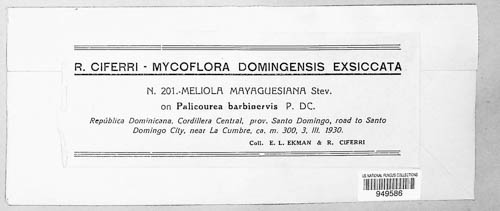 R. CIFERRI - MYCOFLORA DOMINGENSIS EXSICCATA
N. 201.-MELIOLA MAYAGUESIANA Stev.
on Palicourea barbinervis P. DC.
República Dominicana, Cordillera Central, prov. Santo Domingo, road to Santo
Domingo City, near La Cumbre, ca. m. 300, 3, III. 1930.
Coll. E. L. EKMAN & R. CIFERRI
US NATIONAL FUNGUS COLLECTIONS
949586